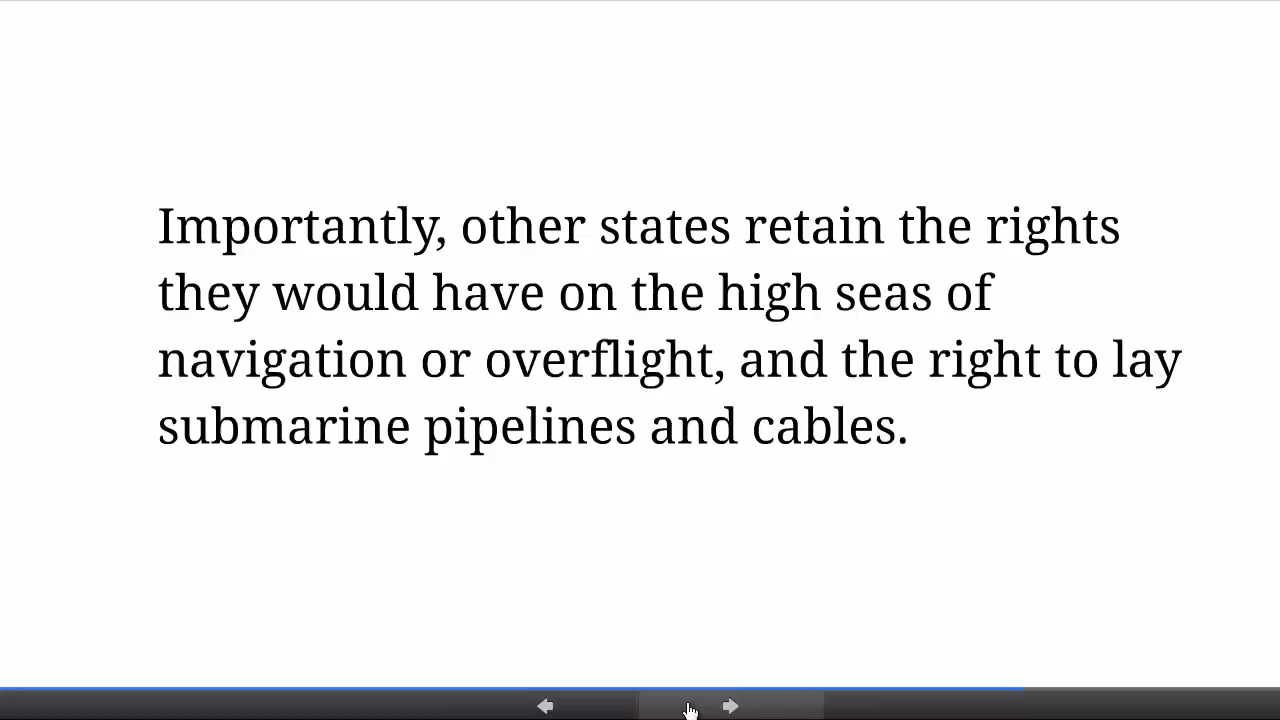 Importantly, other states retain the rights
they would have on the high seas of
navigation or overflight, and the right to lay
submarine pipelines and cables.